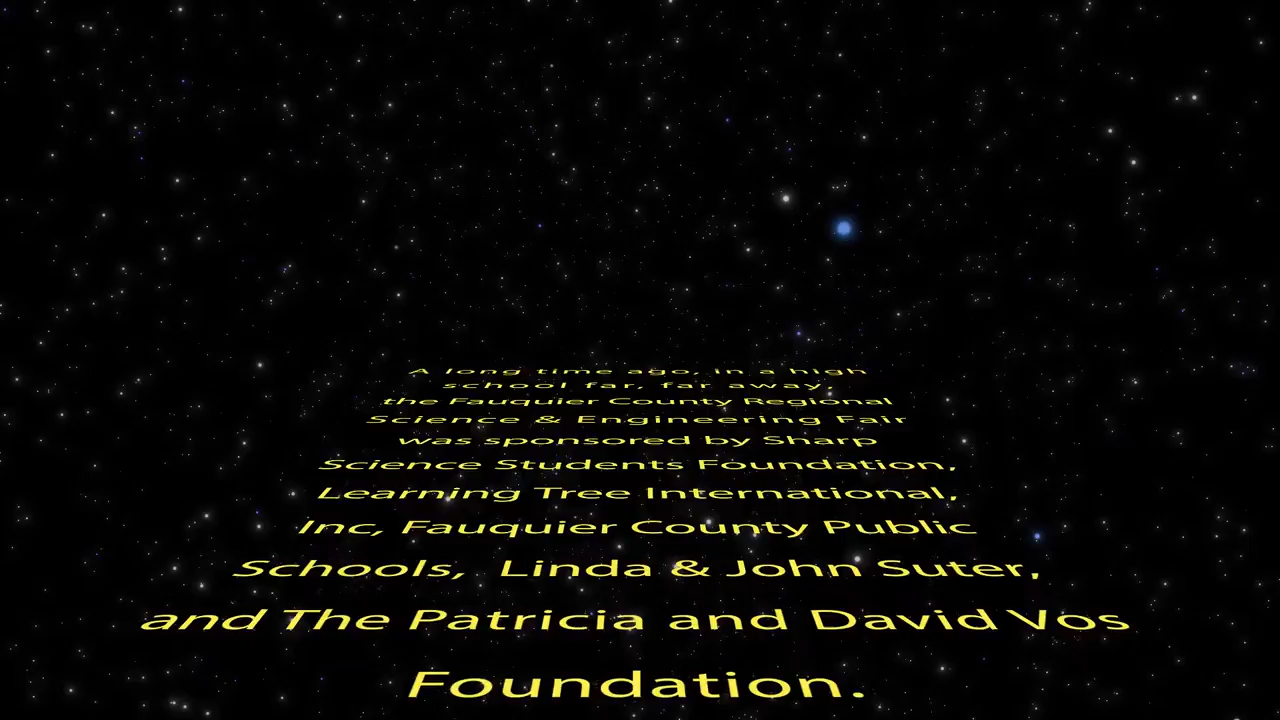 A long time ago, in a high
school far, far away,
the Fauquier County Regional
Science & Engineering Fair
was sponsored by Sharp
Science Students Foundation,
Learning Tree International,
Inc, Fauquier County Public
Schools,  Linda & John Suter,
and The Patricia and David Vos
Foundation.